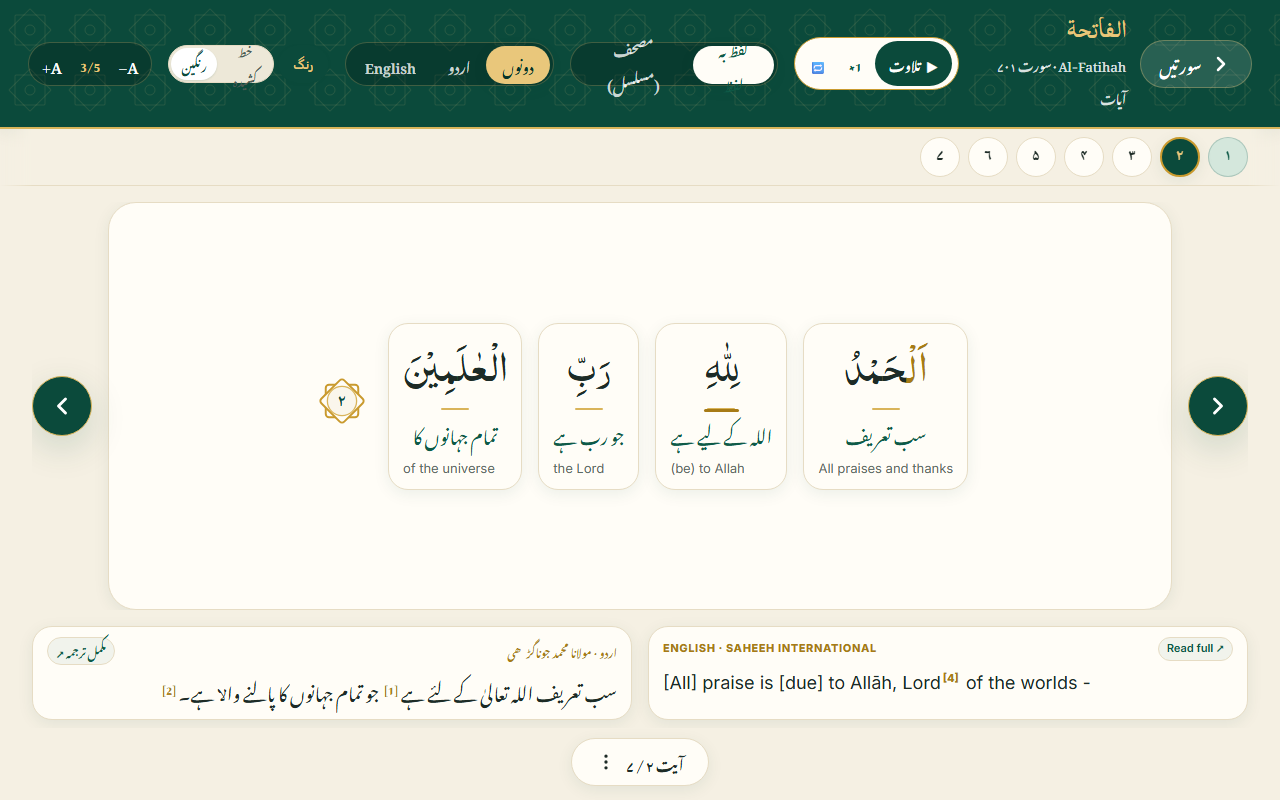 سورتیں
الفاتحة
Al-Fatihah · سورت ۱ · ۷
آیات
▶ تلاوت
×1
لفظ بہ
مصحف
(مسلسل)
دونوں
اردو
English
رنگ
خط
کشیدہ
رنگین
A−
3/5
A+
۱
۲
۳
۴
۵
۶
۷
اَلْحَمْدُ لِلّٰهِ رَبِّ الْعٰلَمِيْنَ ۲
سب تعریف
اللہ کے لیے ہے
جو رب ہے
تمام جہانوں کا
All praises and thanks
(be) to Allah
the Lord
of the universe
ENGLISH · SAHEEH INTERNATIONAL
Read full ↗
[All] praise is [due] to Allāh, Lord[4] of the worlds -
اردو · مولانا محمد جوناگڑھی
مکمل ترجمہ ↗
سب تعریف اللہ تعالیٰ کے لئے ہے [1] جو تمام جہانوں کا پالنے والا ہے۔ [2]
آیت ۲ / ۷